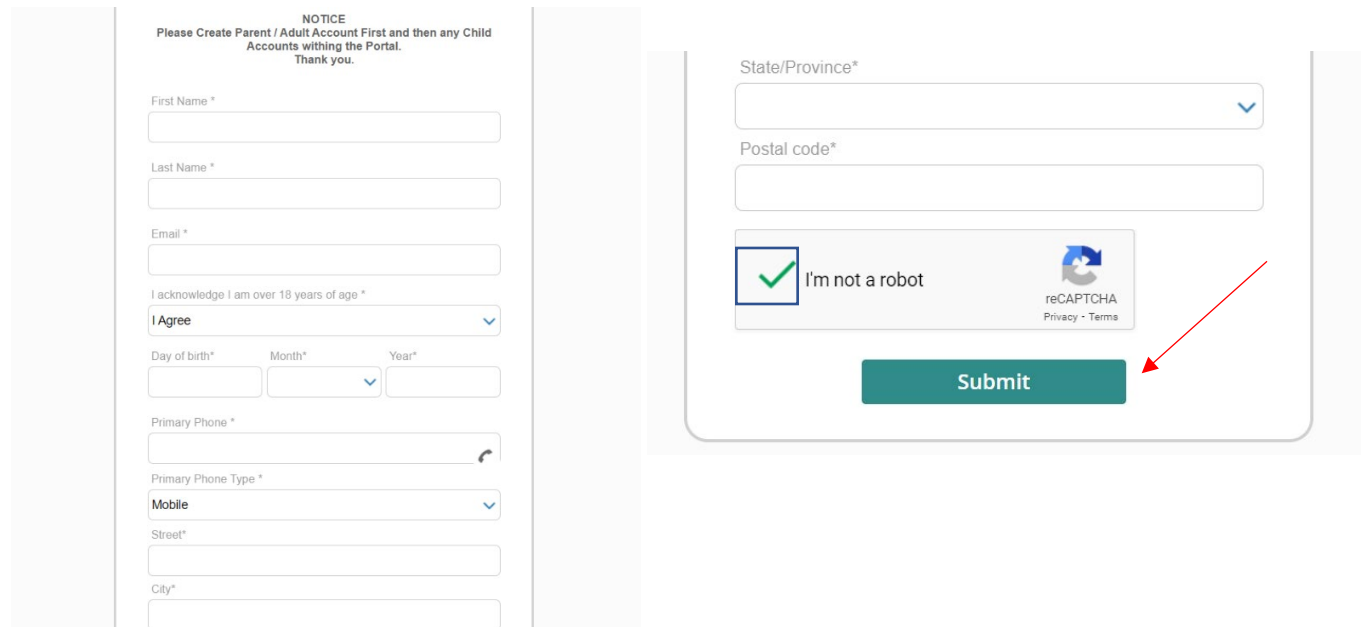 NOTICE
Please Create Parent / Adult Account First and then any Child
Accounts withing the Portal.
Thank you.
First Name *
Last Name *
Email *
I acknowledge I am over 18 years of age *
I Agree
Day of birth* Month* Year*
Primary Phone *
Primary Phone Type *
Mobile
Street*
City*
State/Province*
Postal code*
I'm not a robot
reCAPTCHA
Privacy - Terms
Submit